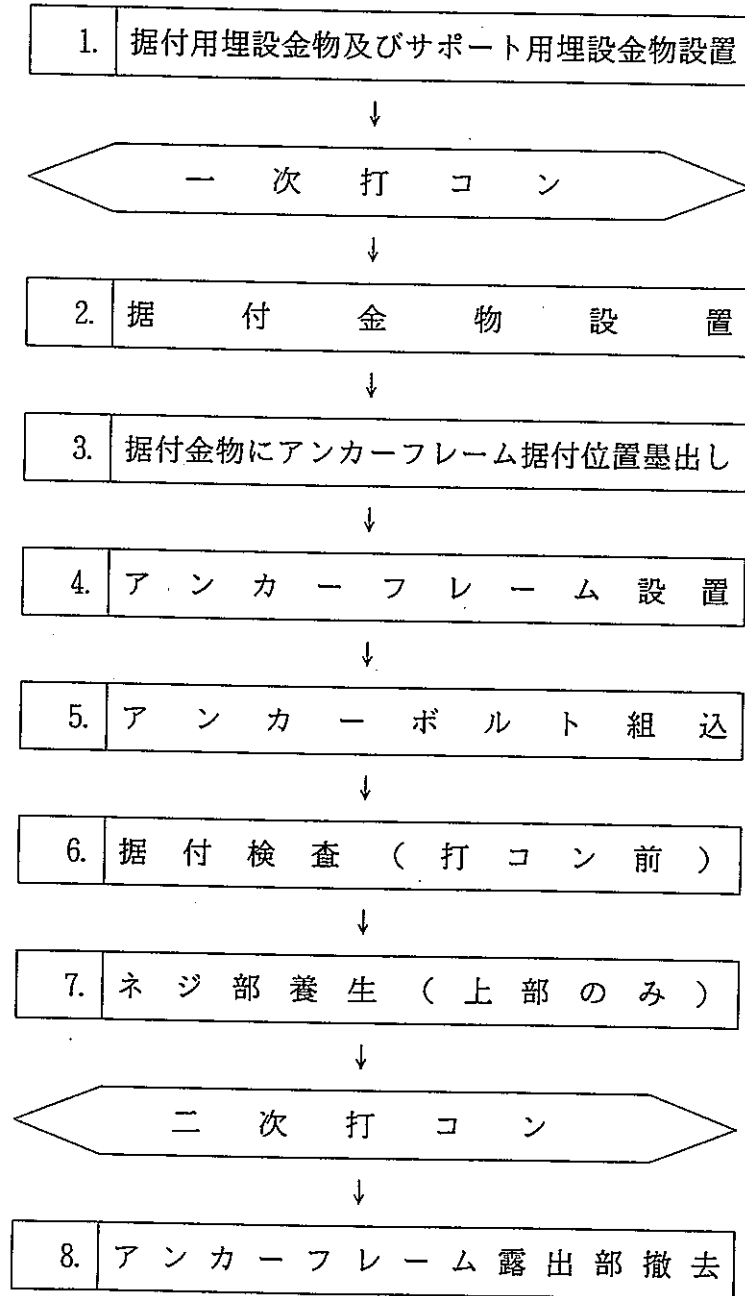 1. 据付用埋設金物及びサポート用埋設金物設置
↓
一次打コン
↓
2. 据付金物設置
↓
3. 据付金物にアンカーフレーム据付位置墨出し
↓
4. アンカーフレーム設置
↓
5. アンカーボルト組込
↓
6. 据付検査(打コン前)
↓
7. ネジ部養生(上部のみ)
↓
二次打コン
↓
8. アンカーフレーム露出部撤去